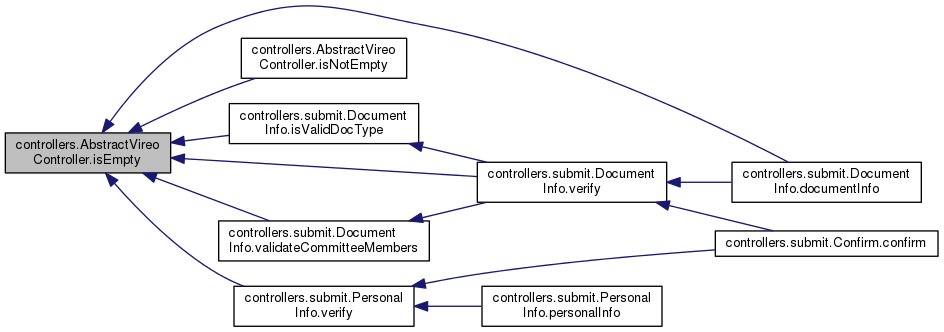 controllers.AbstractVireo
Controller.isEmpty
controllers.AbstractVireo
Controller.isNotEmpty
controllers.submit.Document
Info.isValidDocType
controllers.submit.Document
Info.validateCommitteeMembers
controllers.submit.Personal
Info.verify
controllers.submit.Document
Info.verify
controllers.submit.Personal
Info.personalInfo
controllers.submit.Document
Info.documentInfo
controllers.submit.Confirm.confirm